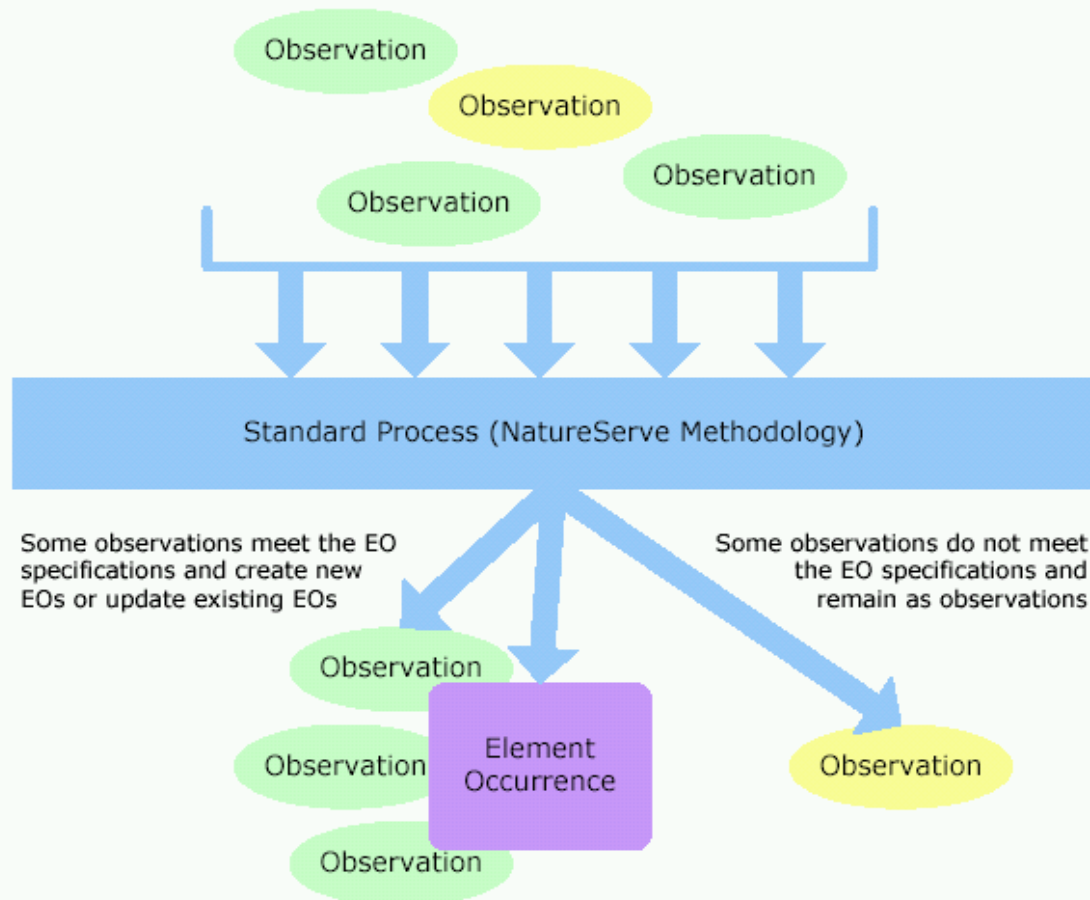 Observation
Observation
Observation
Observation
Standard Process (NatureServe Methodology)
Some observations meet the EO
specifications and create new
EOs or update existing EOs
Some observations do not meet
the EO specifications and
remain as observations
Observation
Element
Occurrence
Observation
Observation
Observation